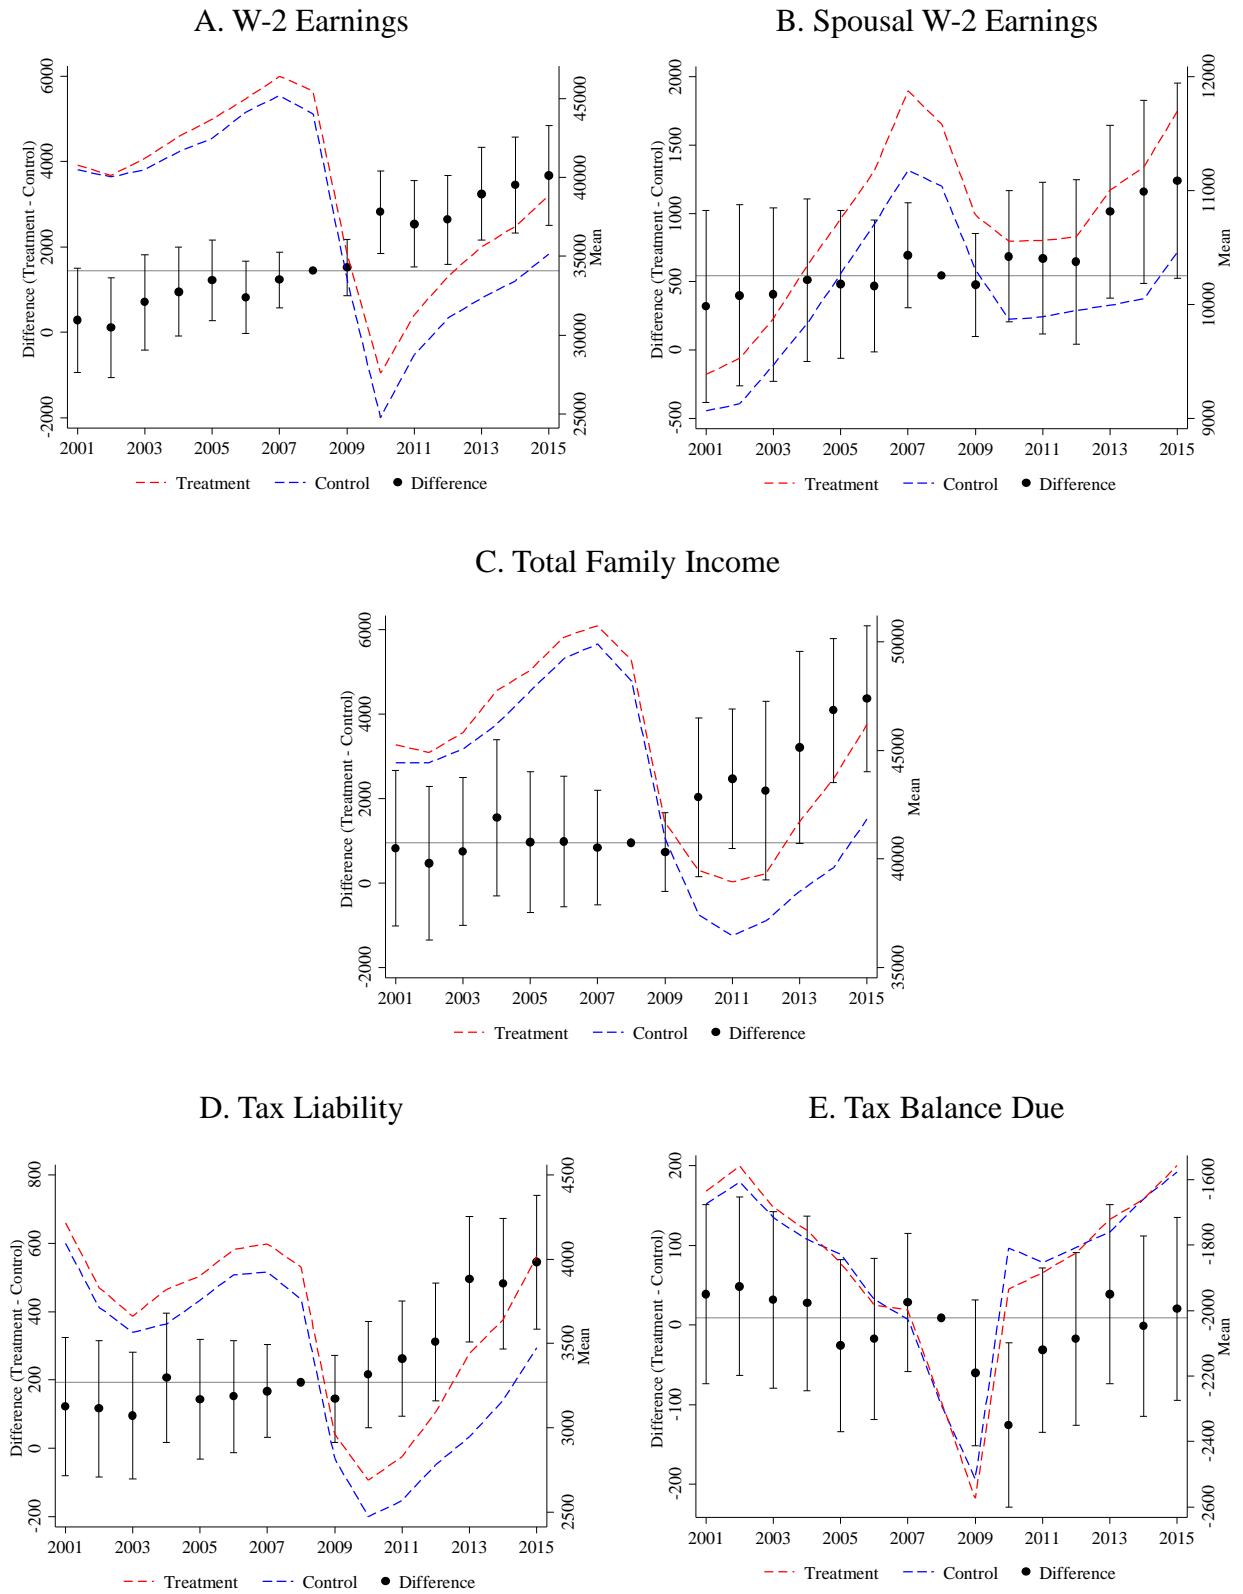 A. W-2 Earnings
Difference (Treatment - Control)
-2000 0 2000 4000 6000
25000 30000 35000 40000 45000
Mean
2001 2003 2005 2007 2009 2011 2013 2015
Treatment Control Difference
B. Spousal W-2 Earnings
Difference (Treatment - Control)
-500 0 500 1000 1500 2000
9000 10000 11000 12000
Mean
2001 2003 2005 2007 2009 2011 2013 2015
Treatment Control Difference
C. Total Family Income
Difference (Treatment - Control)
-2000 0 2000 4000 6000
35000 40000 45000 50000
Mean
2001 2003 2005 2007 2009 2011 2013 2015
Treatment Control Difference
D. Tax Liability
Difference (Treatment - Control)
-200 0 200 400 600 800
2500 3000 3500 4000 4500
Mean
2001 2003 2005 2007 2009 2011 2013 2015
Treatment Control Difference
E. Tax Balance Due
Difference (Treatment - Control)
-200 -100 0 100 200
-2600 -2400 -2200 -2000 -1800 -1600
Mean
2001 2003 2005 2007 2009 2011 2013 2015
Treatment Control Difference